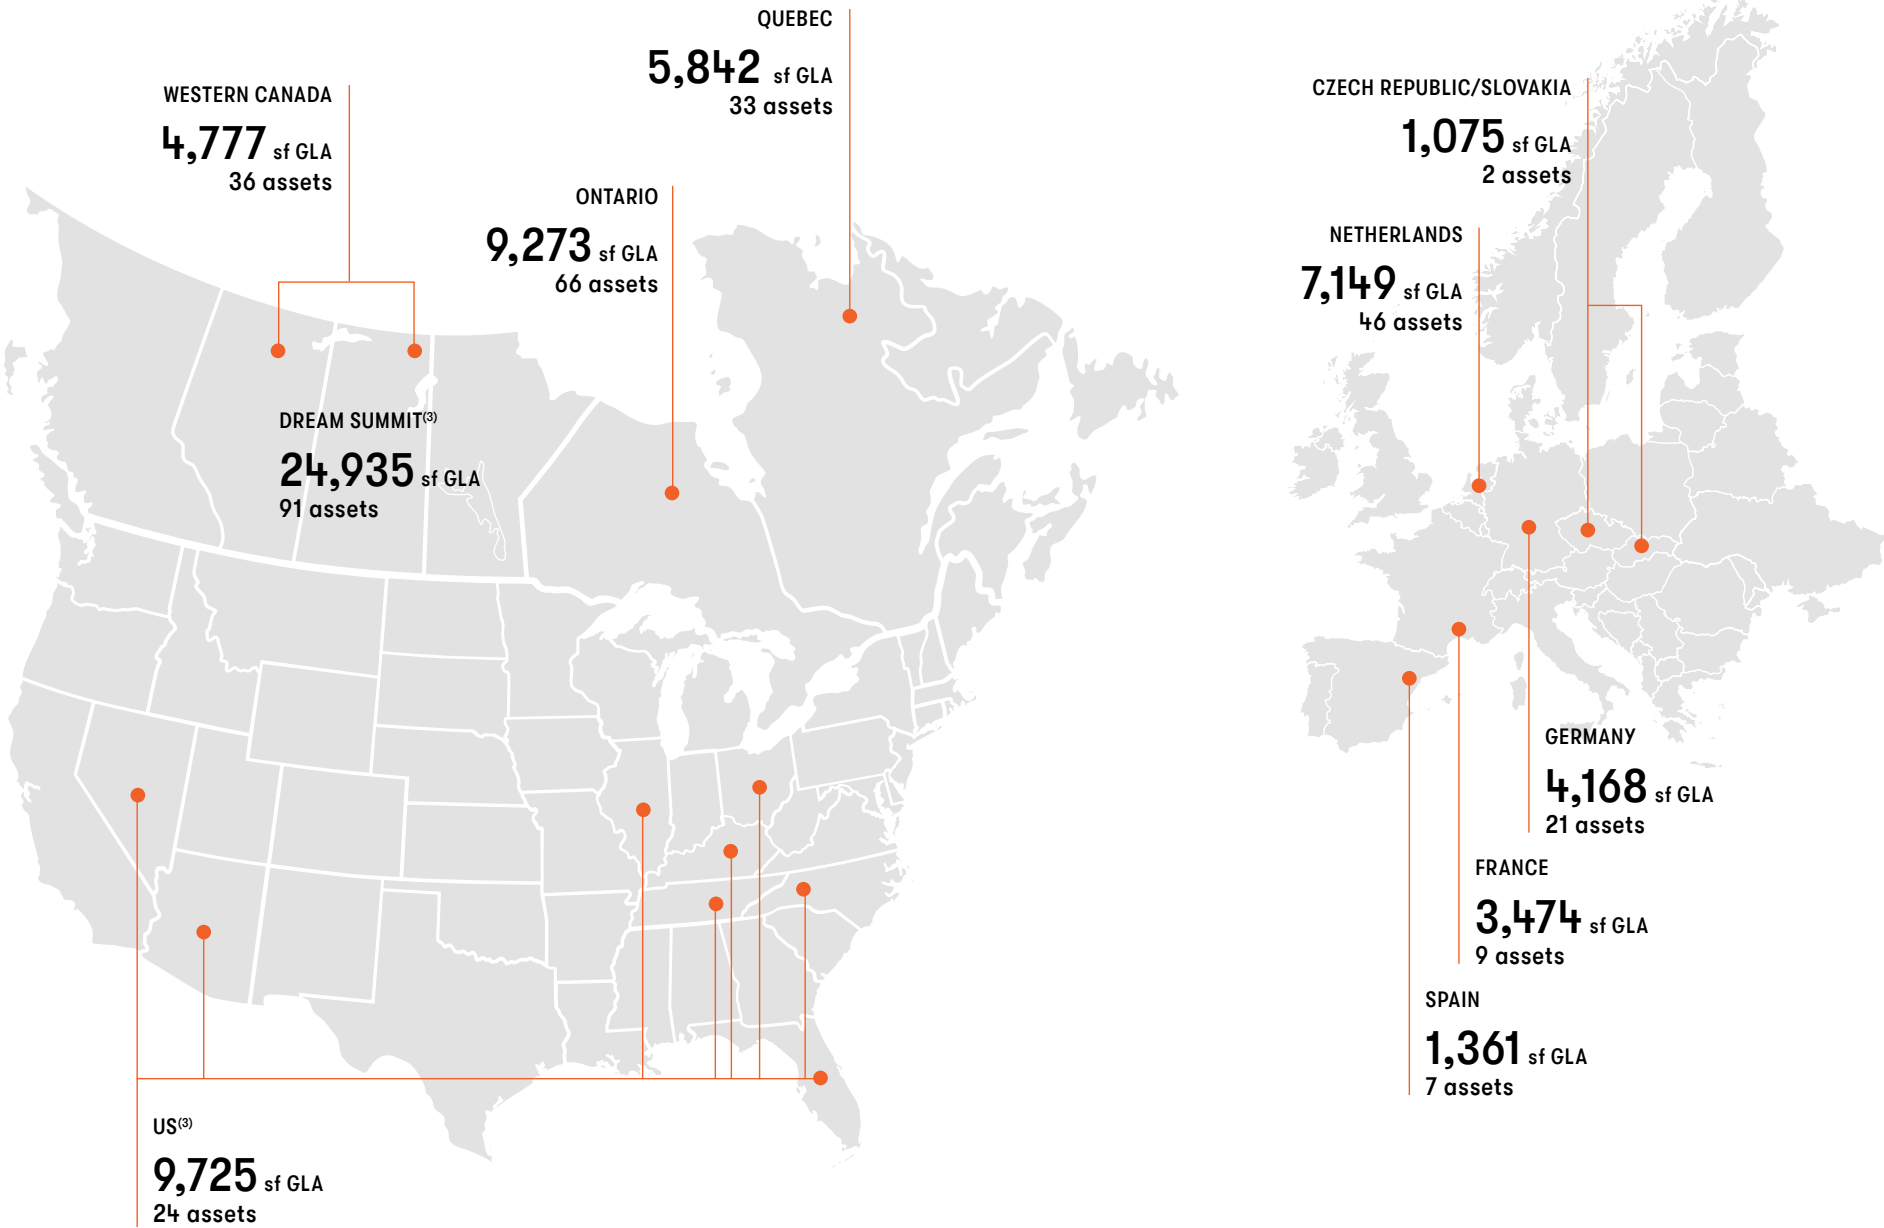 QUEBEC
5,842 sf GLA
33 assets
WESTERN CANADA
4,777 sf GLA
36 assets
ONTARIO
9,273 sf GLA
66 assets
DREAM SUMMIT(3)
24,935 sf GLA
91 assets
US(3)
9,725 sf GLA
24 assets
CZECH REPUBLIC/SLOVAKIA
1,075 sf GLA
2 assets
NETHERLANDS
7,149 sf GLA
46 assets
GERMANY
4,168 sf GLA
21 assets
FRANCE
3,474 sf GLA
9 assets
SPAIN
1,361 sf GLA
7 assets